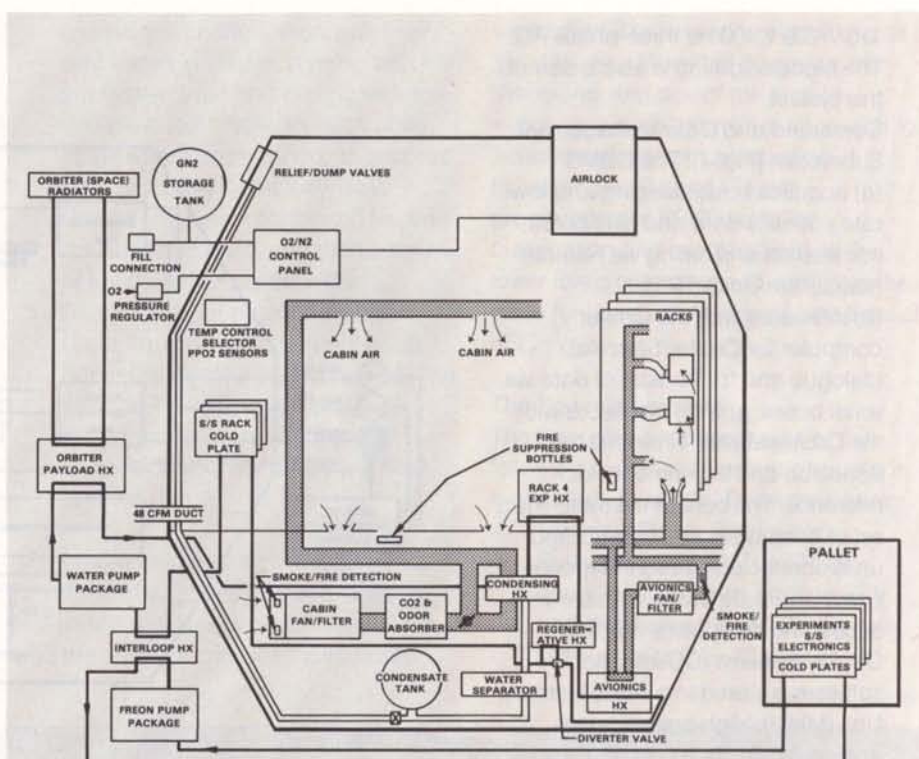 AIRLOCK
GN2
STORAGE
TANK
ORBITER (SPACE)
RADIATORS
RELIEF/DUMP VALVES
O2/N2
CONTROL
PANEL
FILL
CONNECTION
O2
PRESSURE
REGULATOR
TEMP CONTROL
SELECTOR
PPO2 SENSORS
CABIN AIR
CABIN AIR
RACKS
S/S RACK
COLD
PLATE
ORBITER
PAYLOAD HX
FIRE
SUPPRESSION
BOTTLES
RACK 4
EXP HX
48 CFM DUCT
PALLET
WATER PUMP
PACKAGE
SMOKE/FIRE DETECTION
CABIN
FAN/FILTER
CO2 &
ODOR
ABSORBER
CONDENSING
HX
AVIONICS
FAN/
FILTER
SMOKE/
FIRE
DETECTION
EXPERIMENTS
S/S
ELECTRONICS
COLD PLATES
REGENER-
ATIVE HX
INTERLOOP HX
CONDENSATE
TANK
WATER
SEPARATOR
AVIONICS
HX
FREON PUMP
PACKAGE
DIVERTER VALVE